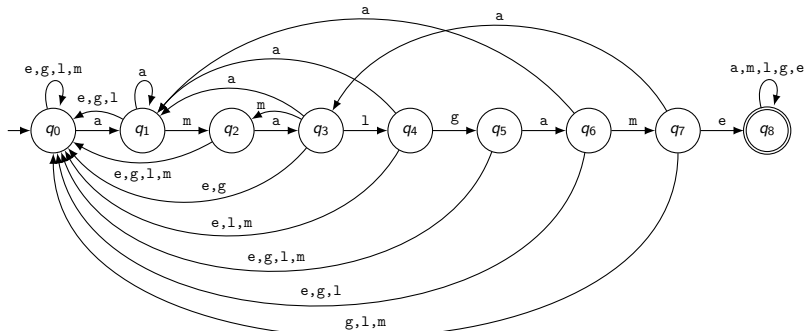 a
a
a
e,g,l,m
a
a
a,m,l,g,e
e,g,l
m
q0
a
q1
m
q2
a
q3
l
q4
g
q5
a
q6
m
q7
e
q8
e,g,l,m
e,g
e,l,m
e,g,l,m
e,g,l
g,l,m